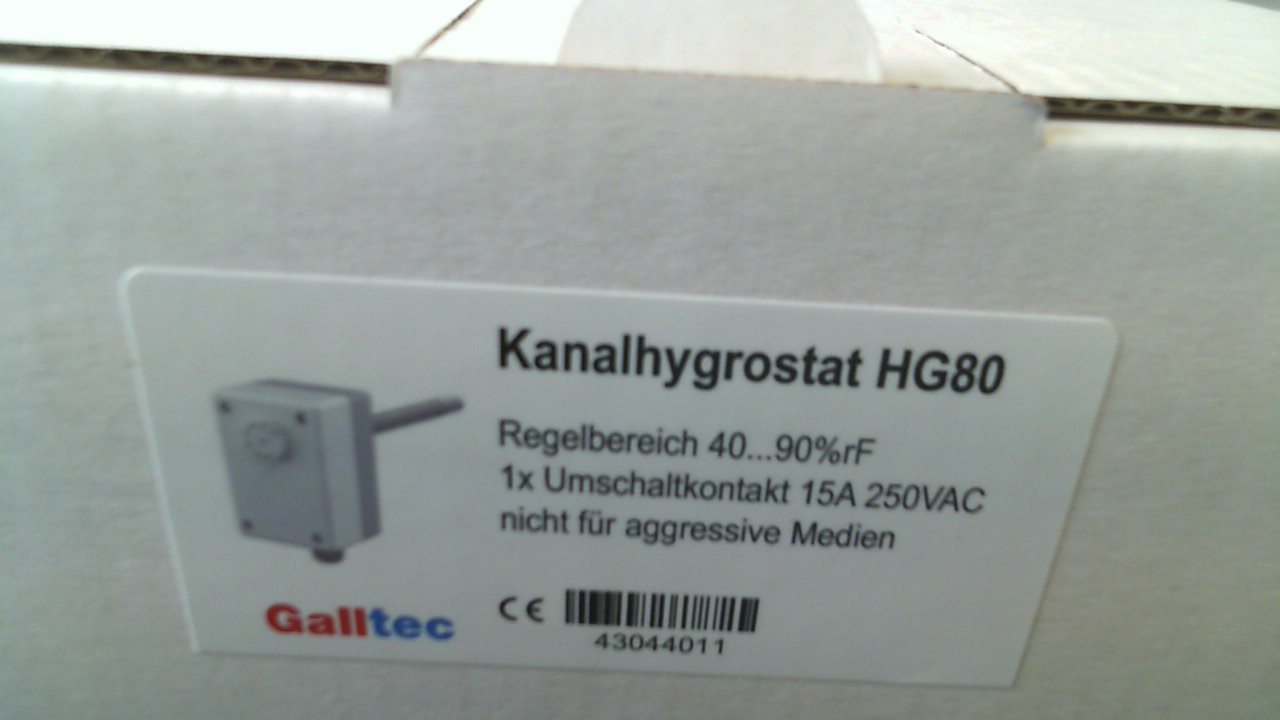 Kanalhygrostat HG80
Regelbereich 40...90%rF
1x Umschaltkontakt 15A 250VAC
nicht für aggressive Medien
Galltec
CE
43044011